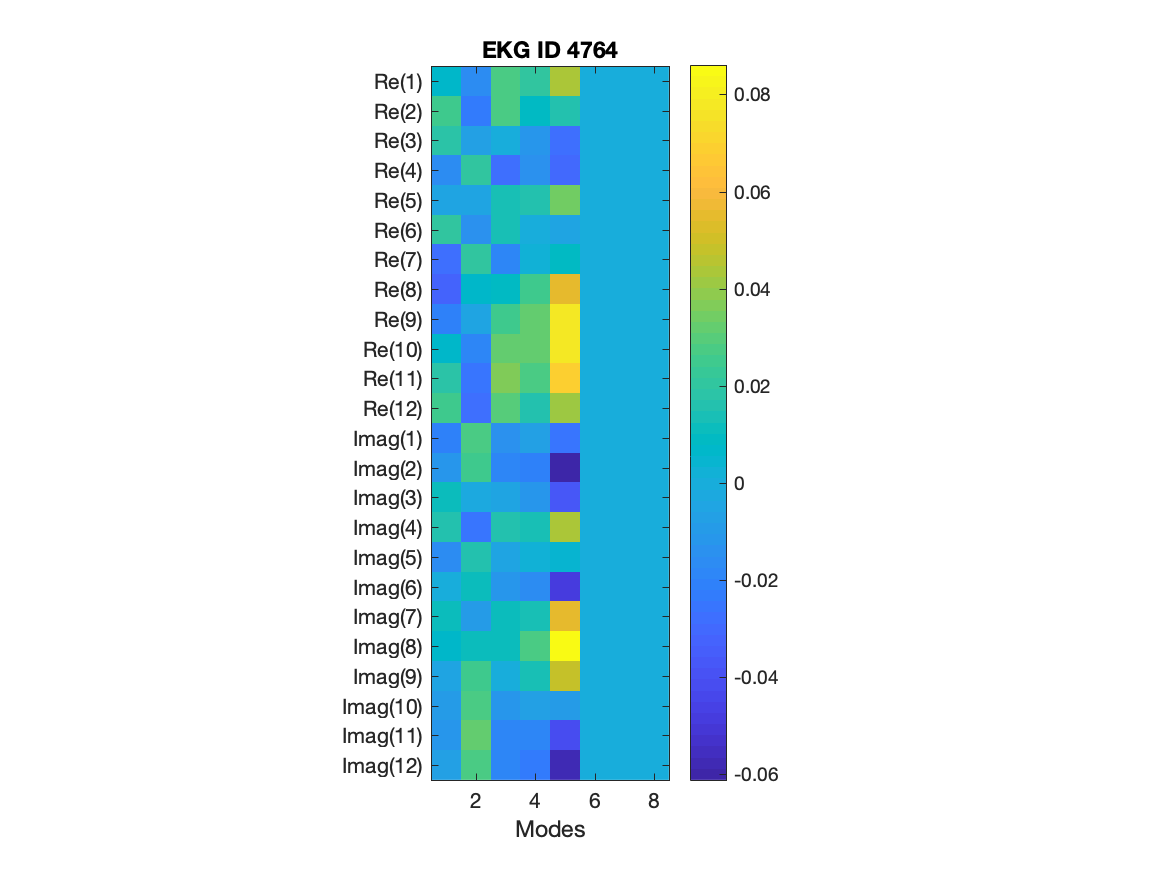 EKG ID 4764
Re(1)
Re(2)
Re(3)
Re(4)
Re(5)
Re(6)
Re(7)
Re(8)
Re(9)
Re(10)
Re(11)
Re(12)
Imag(1)
Imag(2)
Imag(3)
Imag(4)
Imag(5)
Imag(6)
Imag(7)
Imag(8)
Imag(9)
Imag(10)
Imag(11)
Imag(12)
2 4 6 8
Modes
0.08
0.06
0.04
0.02
0
-0.02
-0.04
-0.06